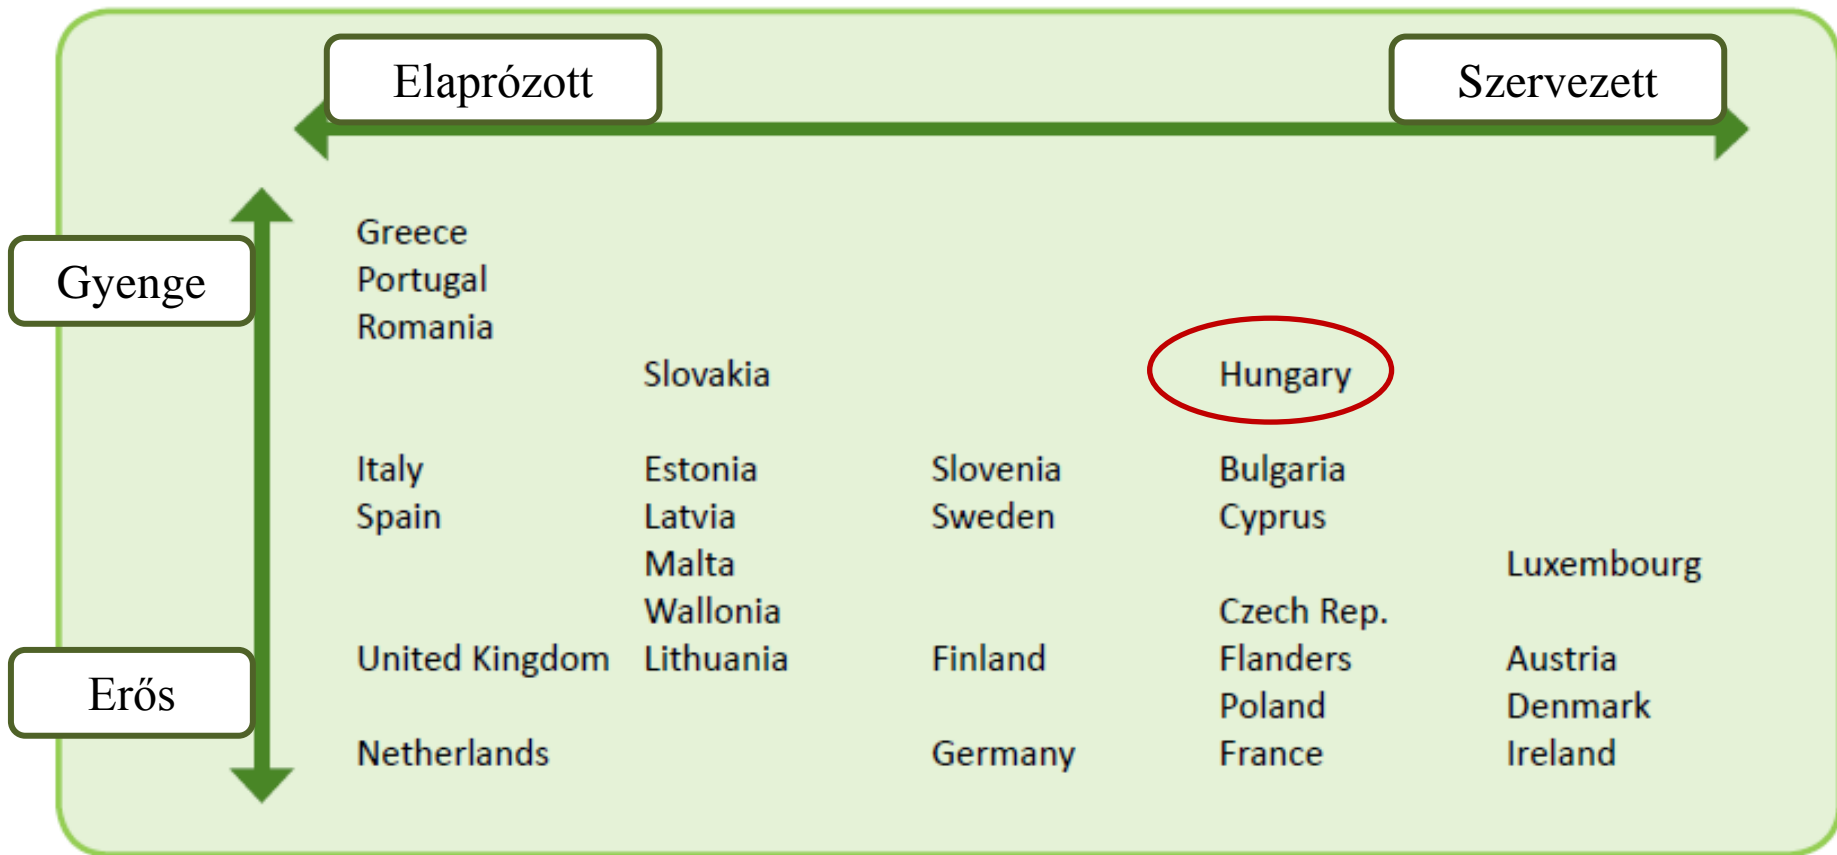 Elaprózott Szervezett
Gyenge
Greece
Portugal
Romania
Slovakia Hungary
Italy Estonia Slovenia Bulgaria
Spain Latvia Sweden Cyprus
Malta Luxembourg
Wallonia Czech Rep.
United Kingdom Lithuania Finland Flanders Austria
Erős
Poland Denmark
Netherlands Germany France Ireland